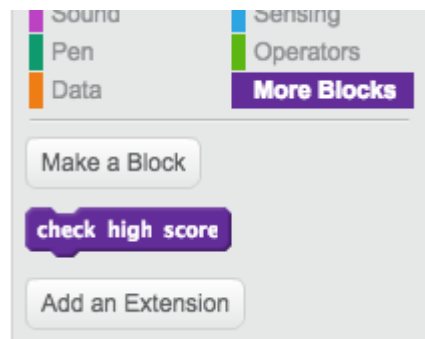 Sound Sensing
Pen Operators
Data More Blocks
Make a Block
check high score
Add an Extension